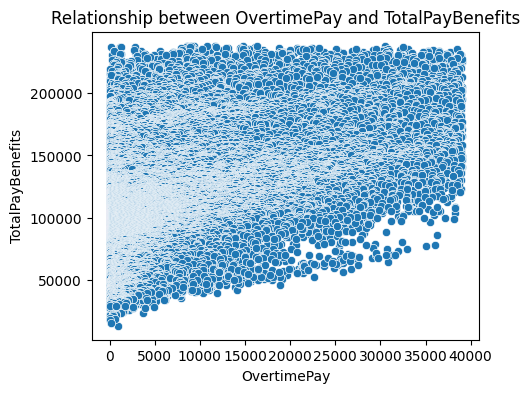 Relationship between OvertimePay and TotalPayBenefits
TotalPayBenefits
200000
150000
100000
50000
0 5000 10000 15000 20000 25000 30000 35000 40000
OvertimePay